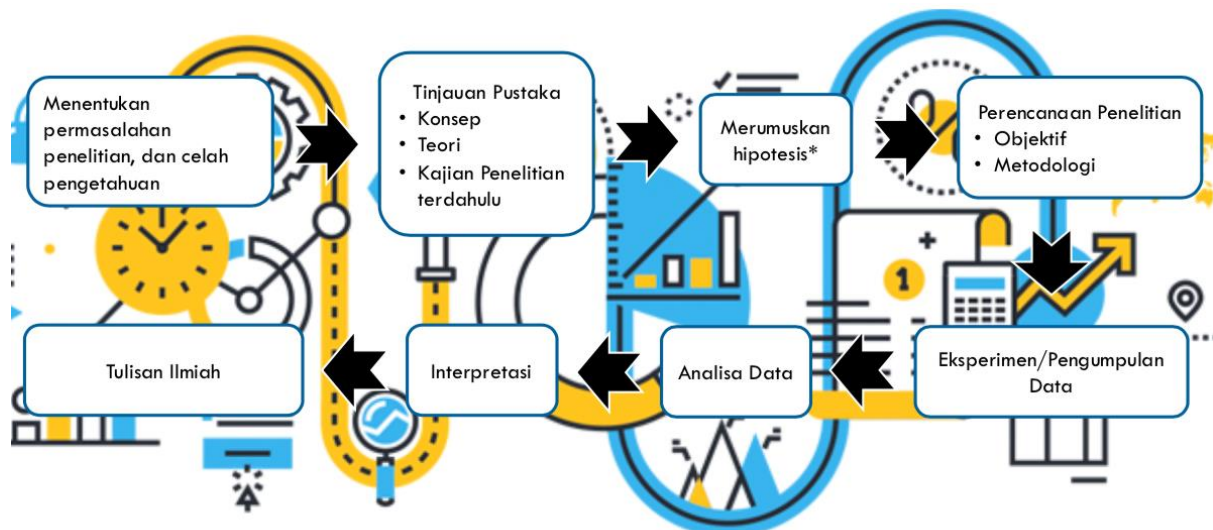 Menentukan
permasalahan
penelitian, dan celah
pengetahuan
Tinjauan Pustaka
• Konsep
• Teori
• Kajian Penelitian
terdahulu
Merumuskan
hipotesis*
Perencanaan Penelitian
• Objektif
• Metodologi
1
Tulisan Ilmiah
Interpretasi
Analisa Data
Eksperimen/Pengumpulan
Data